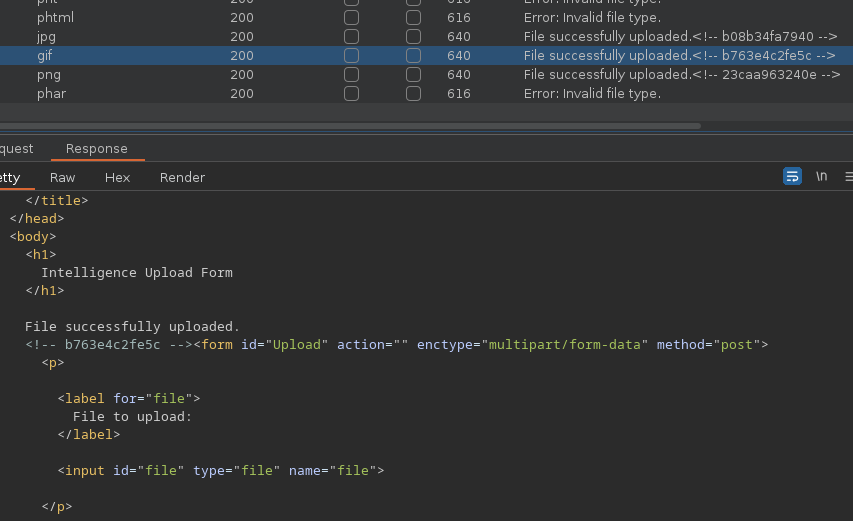 pht 200 616 Error: Invalid file type.
phtml 200 616 Error: Invalid file type.
jpg 200 640 File successfully uploaded.<!-- b08b34fa7940 -->
gif 200 640 File successfully uploaded.<!-- b763e4c2fe5c -->
png 200 640 File successfully uploaded.<!-- 23caa963240e -->
phar 200 616 Error: Invalid file type.
quest Response
etty Raw Hex Render \n
</title>
</head>
<body>
<h1>
Intelligence Upload Form
</h1>
File successfully uploaded.
<!-- b763e4c2fe5c --><form id="Upload" action="" enctype="multipart/form-data" method="post">
<p>
<label for="file">
File to upload:
</label>
<input id="file" type="file" name="file">
</p>